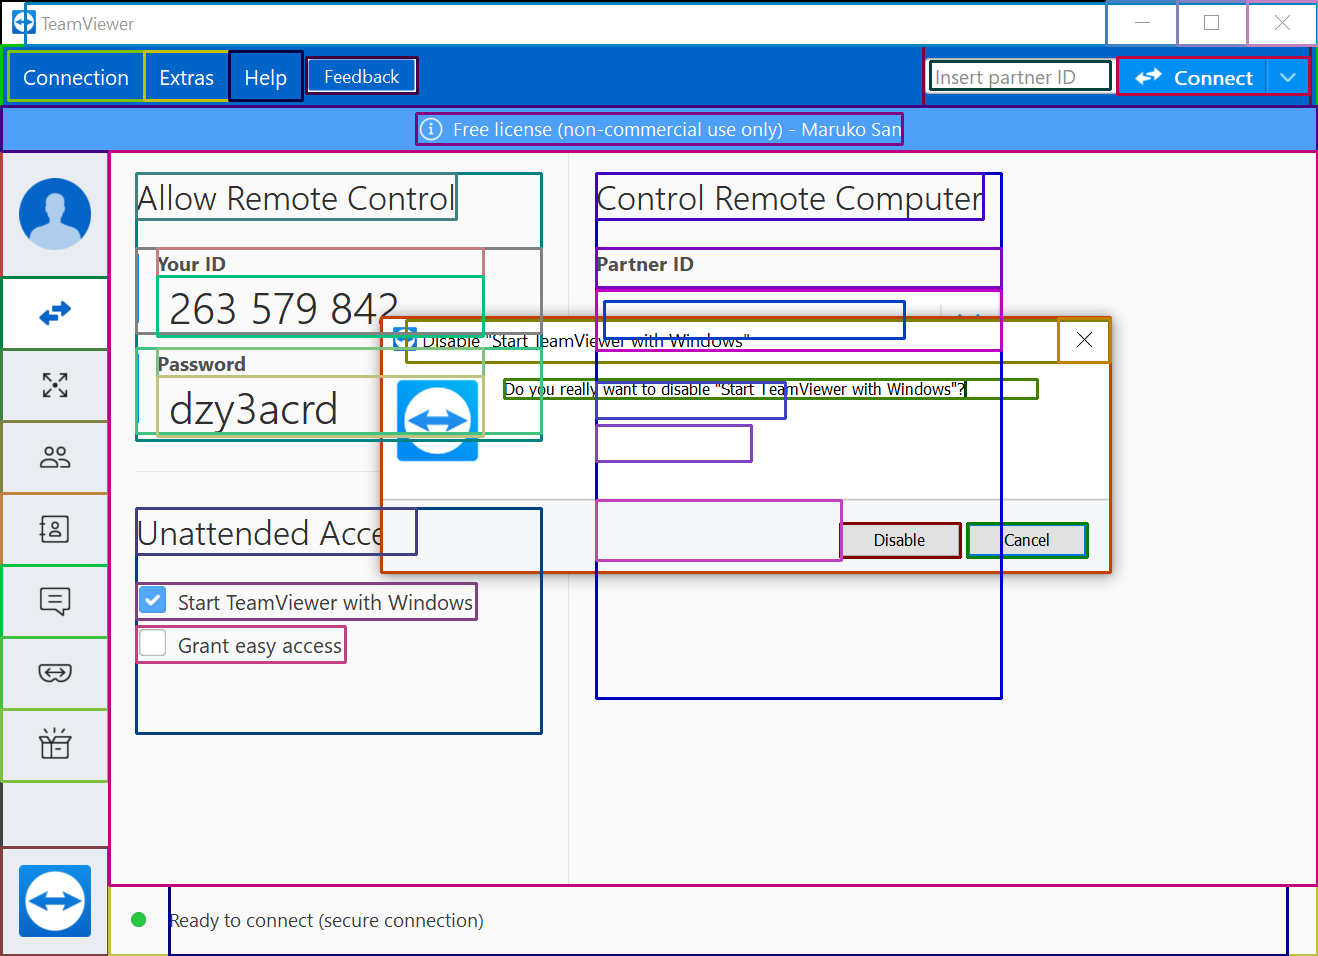 TeamViewer
Connection
Extras
Help
Feedback
Insert partner ID
Connect
Free license (non-commercial use only) - Maruko San
Allow Remote Control
Your ID
263 579 842
Password
dzy3acrd
Unattended Acce
Start TeamViewer with Windows
Grant easy access
Control Remote Computer
Partner ID
Disable "Start TeamViewer with Windows"
Do you really want to disable "Start TeamViewer with Windows"?
Disable
Cancel
Ready to connect (secure connection)